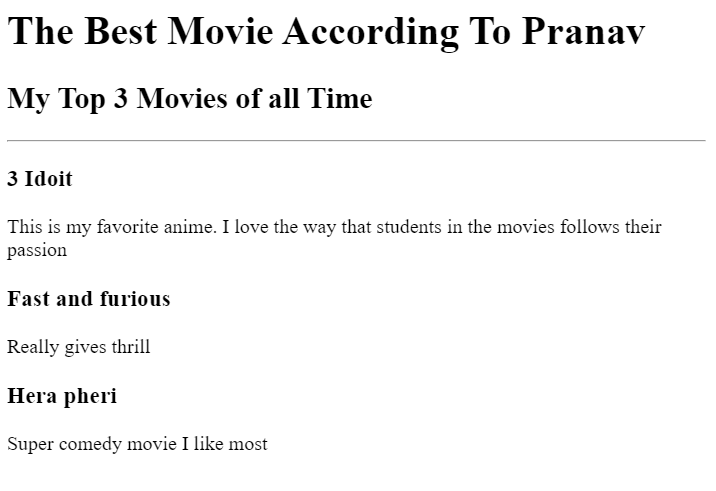 The Best Movie According To Pranav
My Top 3 Movies of all Time
3 Idoit
This is my favorite anime. I love the way that students in the movies follows their
passion
Fast and furious
Really gives thrill
Hera pheri
Super comedy movie I like most